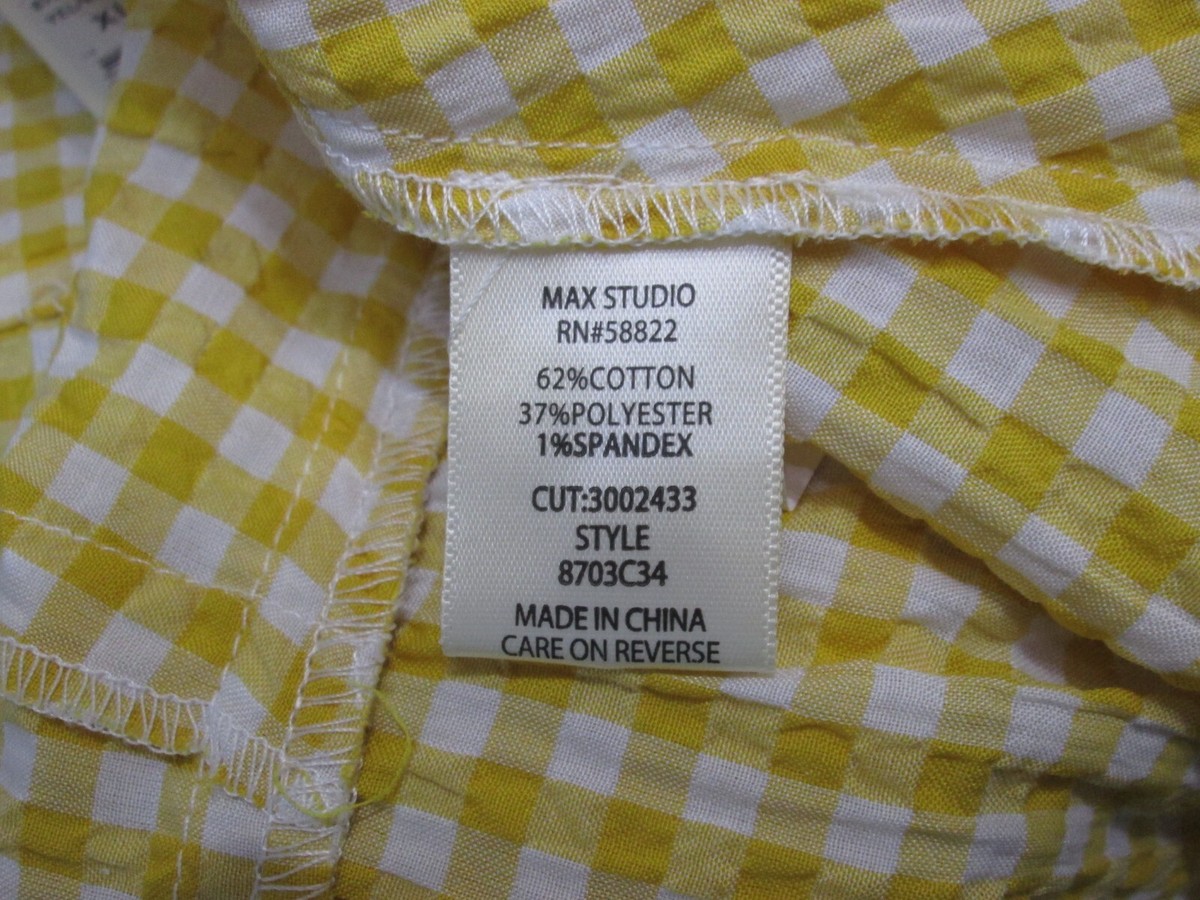 MAX STUDIO
RN#58822
62%COTTON
37%POLYESTER
1%SPANDEX
CUT:3002433
STYLE
8703C34
MADE IN CHINA
CARE ON REVERSE